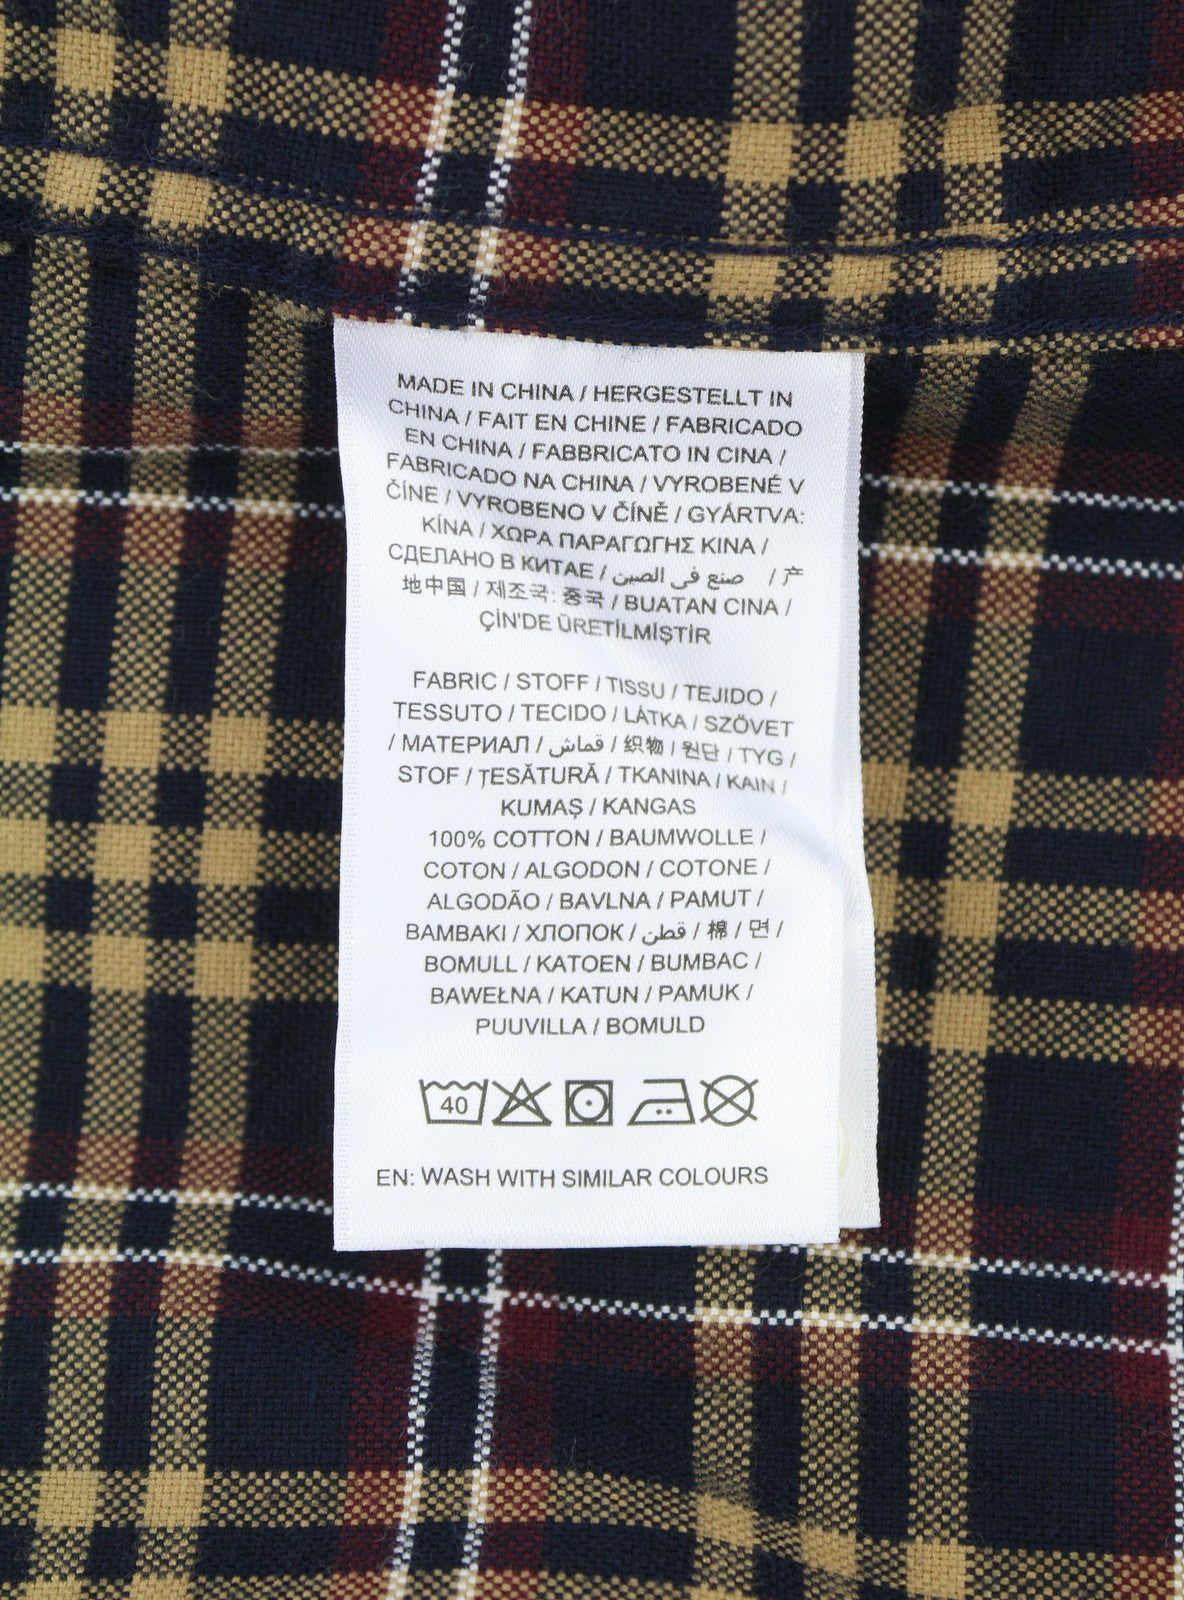 MADE IN CHINA / HERGESTELLT IN
CHINA / FAIT EN CHINE / FABRICADO
EN CHINA / FABBRICATO IN CINA /
FABRICADO NA CHINA / VYROBENÉ V
ČÍNE / VYROBENO V ČÍNĚ / GYÁRTVA:
KÍNA / ΧΩΡΑ ΠΑΡΑΓΩΓΗΣ ΚΙΝΑ /
СДЕЛАНО В КИТАЕ / صنع في الصين / 产
地中国 / 제조국: 중국 / BUATAN CINA /
ÇİN'DE ÜRETİLMİŞTİR
FABRIC / STOFF / TISSU / TEJIDO /
TESSUTO / TECIDO / LÁTKA / SZÖVET
/ МАТЕРИАЛ / قماش / 织物 / 원단 / TYG /
STOF / ȚESĂTURĂ / TKANINA / KAIN /
KUMAŞ / KANGAS
100% COTTON / BAUMWOLLE /
COTON / ALGODON / COTONE /
ALGODÃO / BAVLNA / PAMUT /
BAMBAKI / ХЛОПОК / قطن / 棉 / 면 /
BOMULL / KATOEN / BUMBAC /
BAWEŁNA / KATUN / PAMUK /
PUUVILLA / BOMULD
40
EN: WASH WITH SIMILAR COLOURS